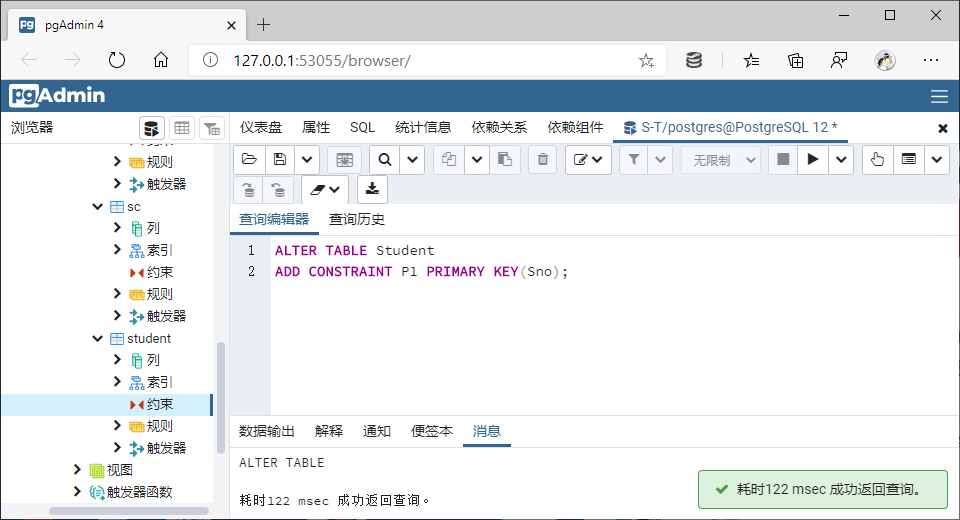 pgAdmin 4
127.0.0.1:53055/browser/
pgAdmin
浏览器
仪表盘 属性 SQL 统计信息 依赖关系 依赖组件 S-T/postgres@PostgreSQL 12 *
无限制
规则
触发器
sc
列
索引
约束
规则
触发器
student
列
索引
约束
规则
触发器
视图
触发器函数
查询编辑器 查询历史
1 ALTER TABLE Student
2 ADD CONSTRAINT P1 PRIMARY KEY(Sno);
数据输出 解释 通知 便签本 消息
ALTER TABLE
耗时122 msec 成功返回查询。
耗时122 msec 成功返回查询。